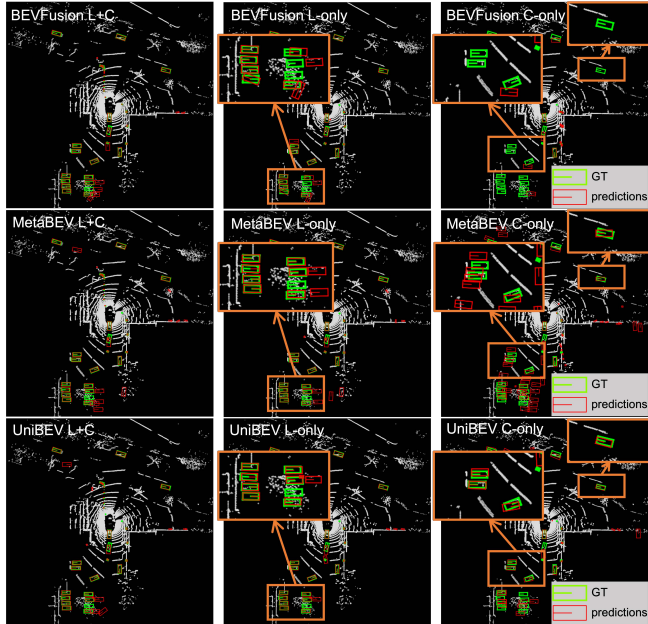 BEVFusion L+C
BEVFusion L-only
BEVFusion C-only
GT
predictions
MetaBEV L+C
MetaBEV L-only
MetaBEV C-only
GT
predictions
UniBEV L+C
UniBEV L-only
UniBEV C-only
GT
predictions